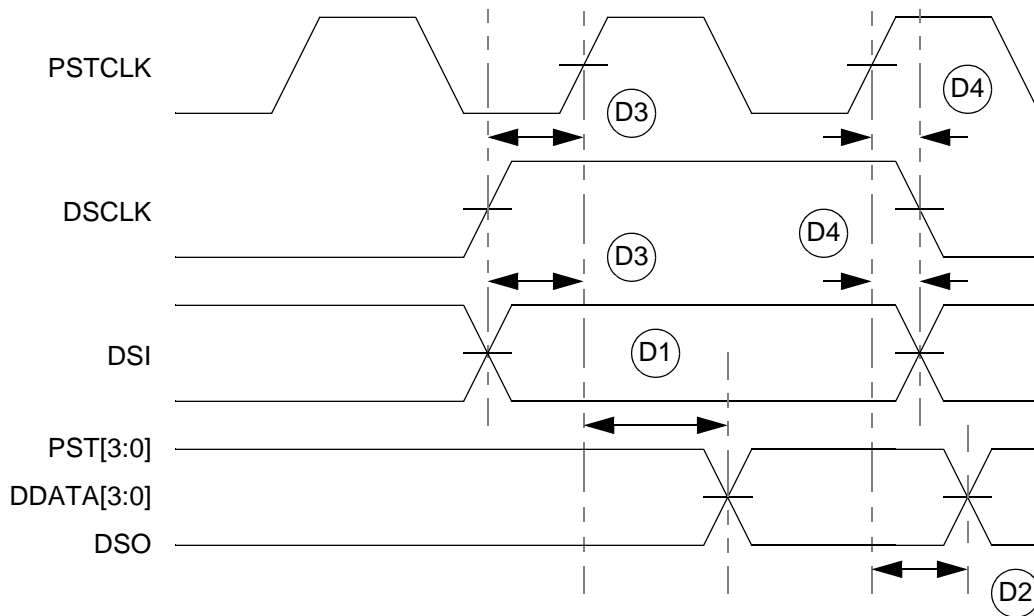 PSTCLK
D3
D4
DSCLK
D4
D3
DSI
D1
PST[3:0]
DDATA[3:0]
DSO
D2